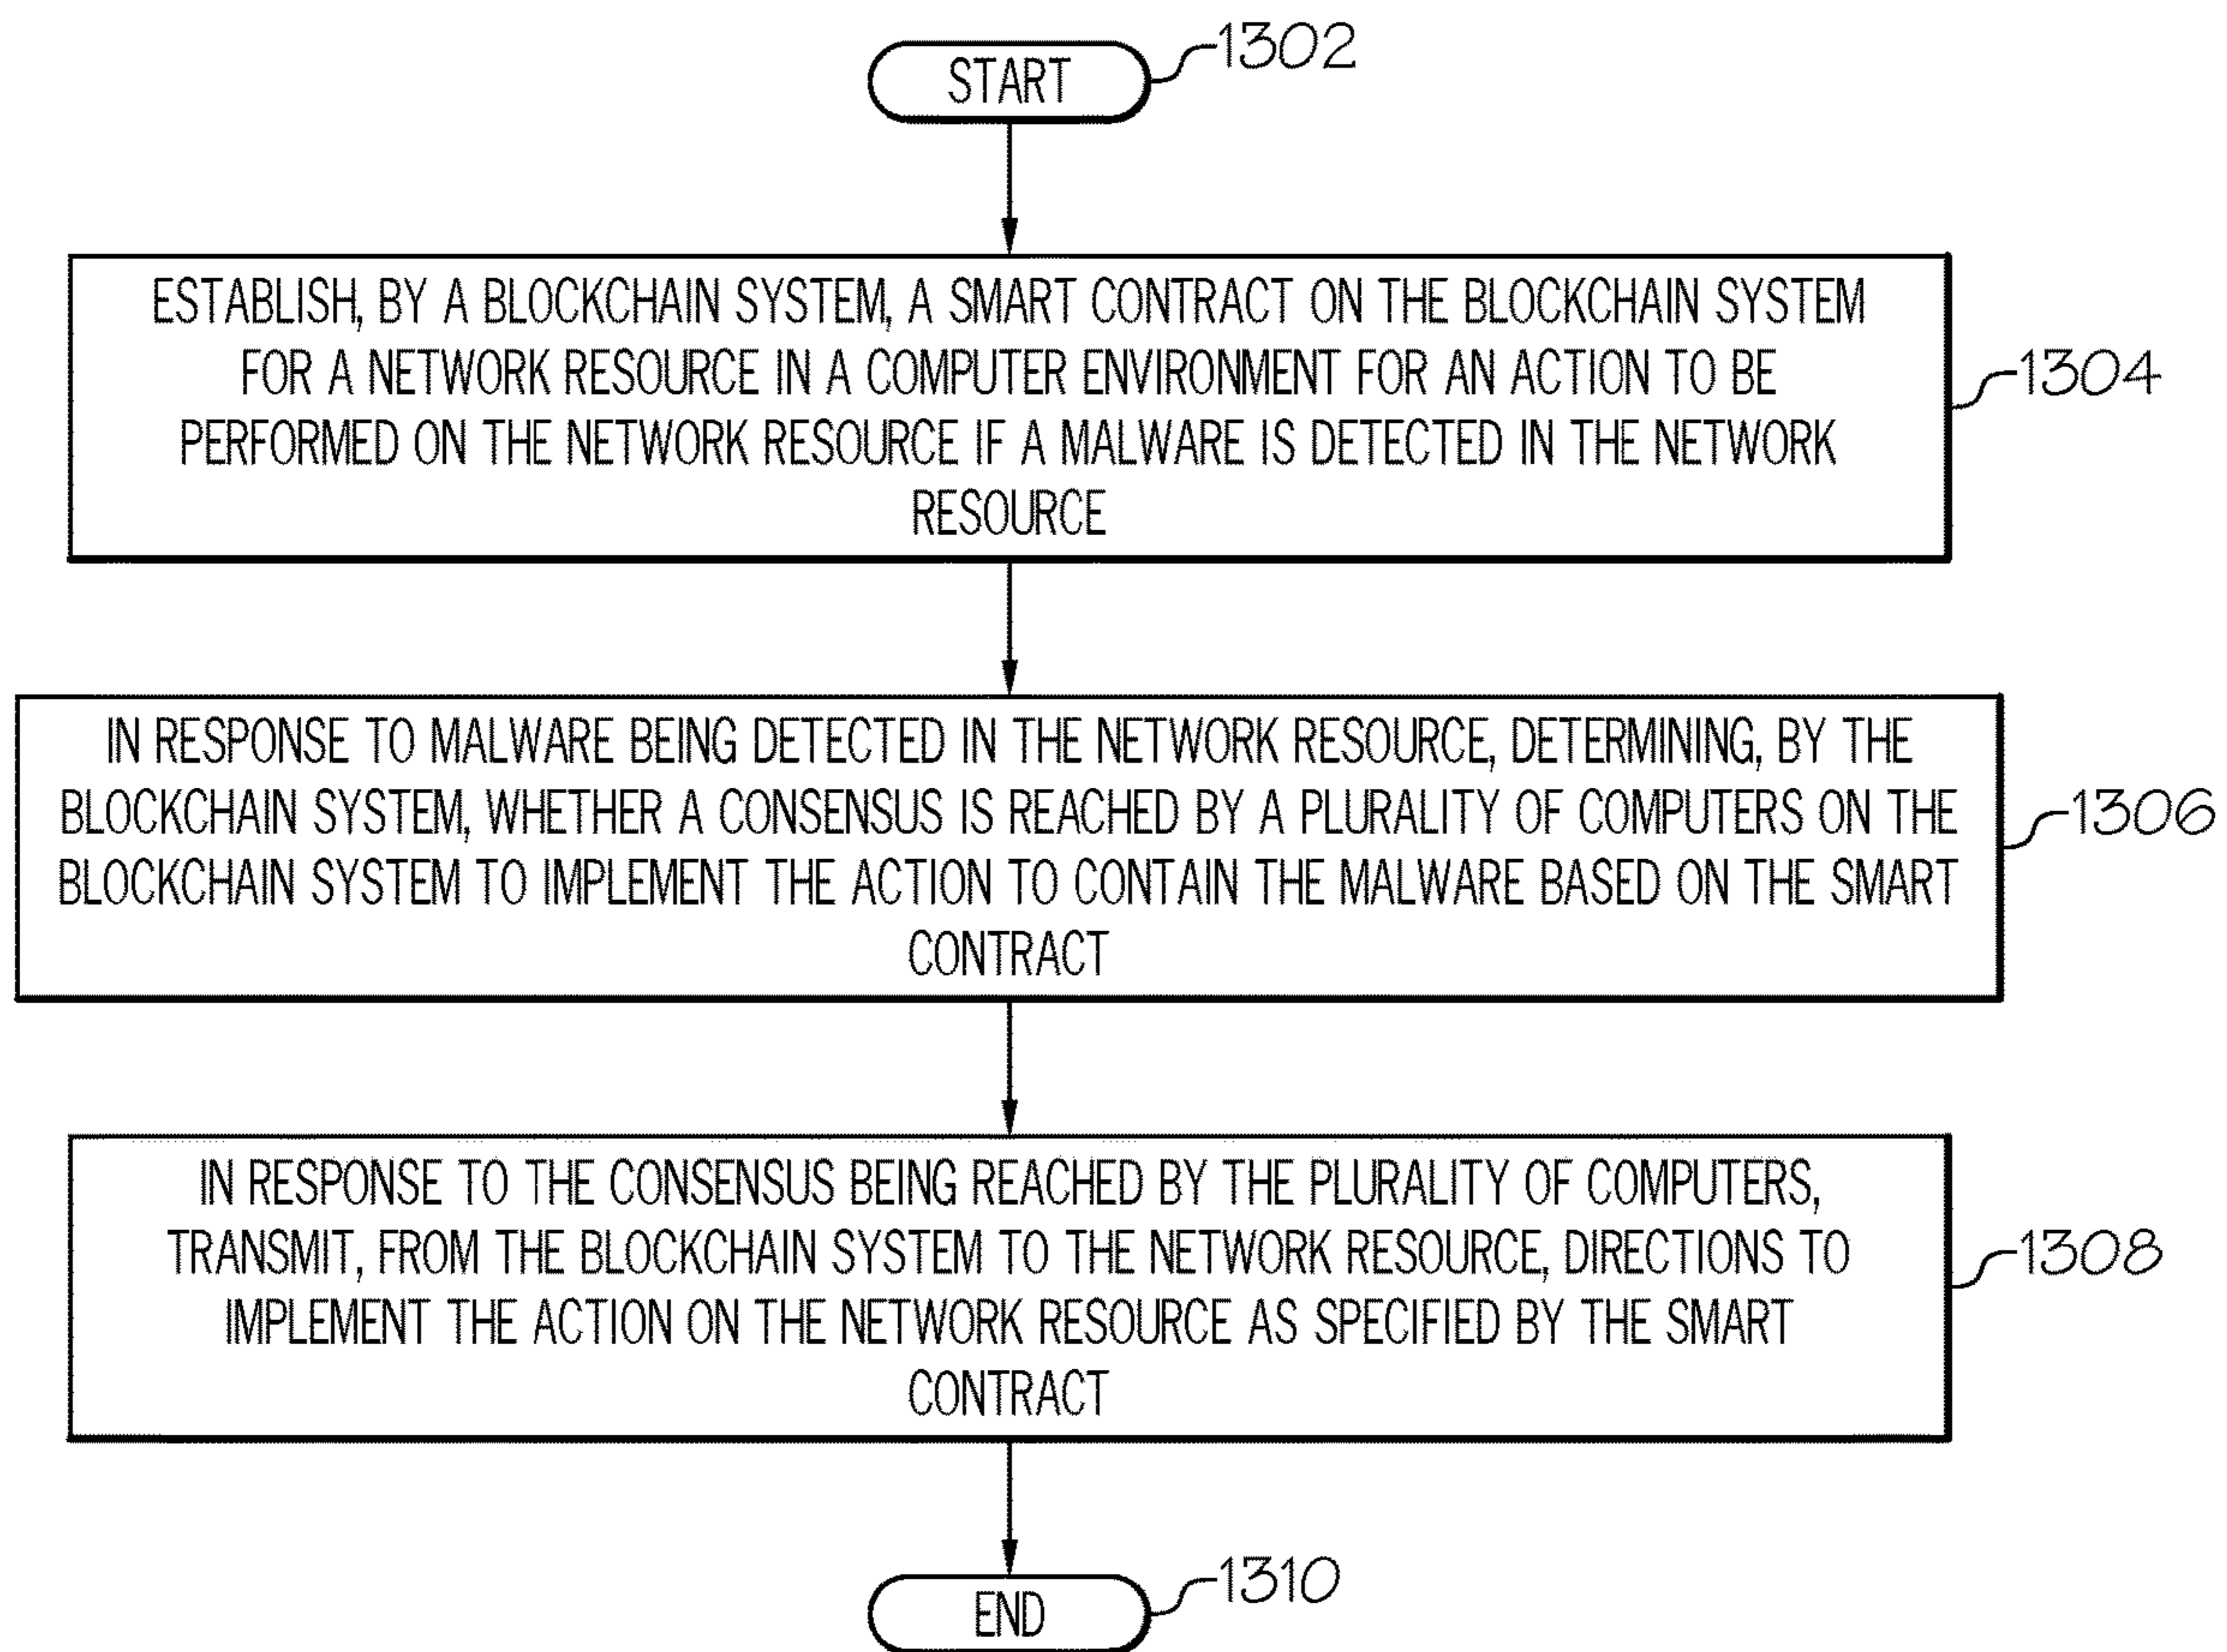 START
1302
ESTABLISH, BY A BLOCKCHAIN SYSTEM, A SMART CONTRACT ON THE BLOCKCHAIN SYSTEM
FOR A NETWORK RESOURCE IN A COMPUTER ENVIRONMENT FOR AN ACTION TO BE
PERFORMED ON THE NETWORK RESOURCE IF A MALWARE IS DETECTED IN THE NETWORK
RESOURCE
1304
IN RESPONSE TO MALWARE BEING DETECTED IN THE NETWORK RESOURCE, DETERMINING, BY THE
BLOCKCHAIN SYSTEM, WHETHER A CONSENSUS IS REACHED BY A PLURALITY OF COMPUTERS ON THE
BLOCKCHAIN SYSTEM TO IMPLEMENT THE ACTION TO CONTAIN THE MALWARE BASED ON THE SMART
CONTRACT
1306
IN RESPONSE TO THE CONSENSUS BEING REACHED BY THE PLURALITY OF COMPUTERS,
TRANSMIT, FROM THE BLOCKCHAIN SYSTEM TO THE NETWORK RESOURCE, DIRECTIONS TO
IMPLEMENT THE ACTION ON THE NETWORK RESOURCE AS SPECIFIED BY THE SMART
CONTRACT
1308
END
1310